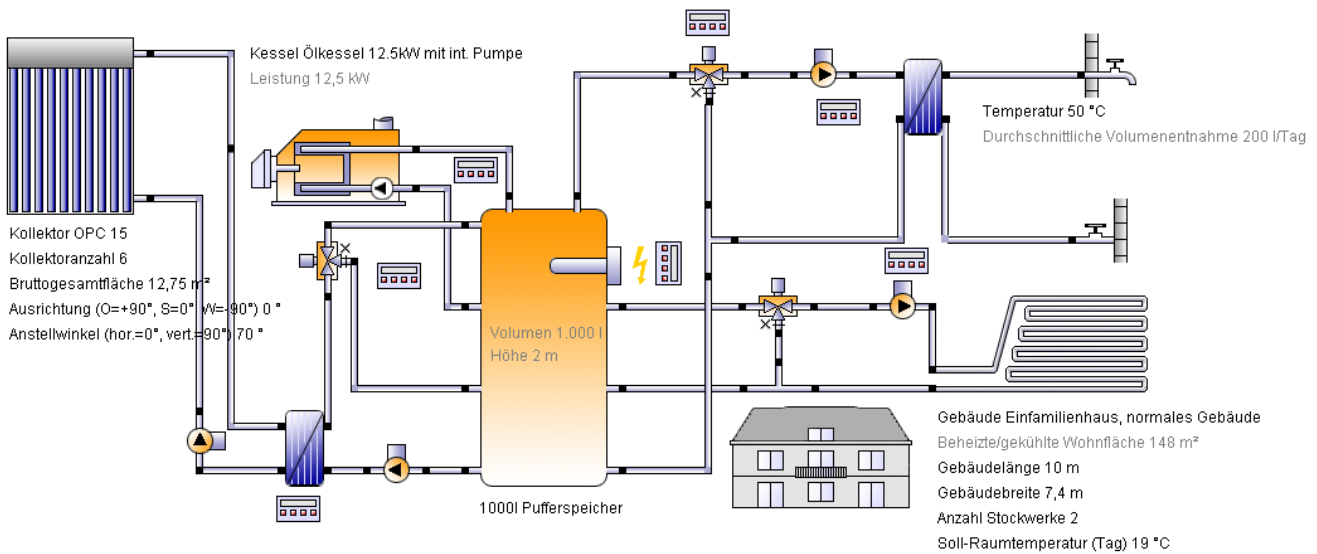 Kessel Ölkessel 12.5kW mit int. Pumpe
Leistung 12,5 kW
Temperatur 50 °C
Durchschnittliche Volumenentnahme 200 l/Tag
Kollektor OPC 15
Kollektoranzahl 6
Bruttogesamtfläche 12,75 m²
Ausrichtung (O=+90°, S=0°, W=-90°) 0 °
Anstellwinkel (hor.=0°, vert.=90°) 70 °
Volumen 1.000 l
Höhe 2 m
1000l Pufferspeicher
Gebäude Einfamilienhaus, normales Gebäude
Beheizte/gekühlte Wohnfläche 148 m²
Gebäudelänge 10 m
Gebäudebreite 7,4 m
Anzahl Stockwerke 2
Soll-Raumtemperatur (Tag) 19 °C